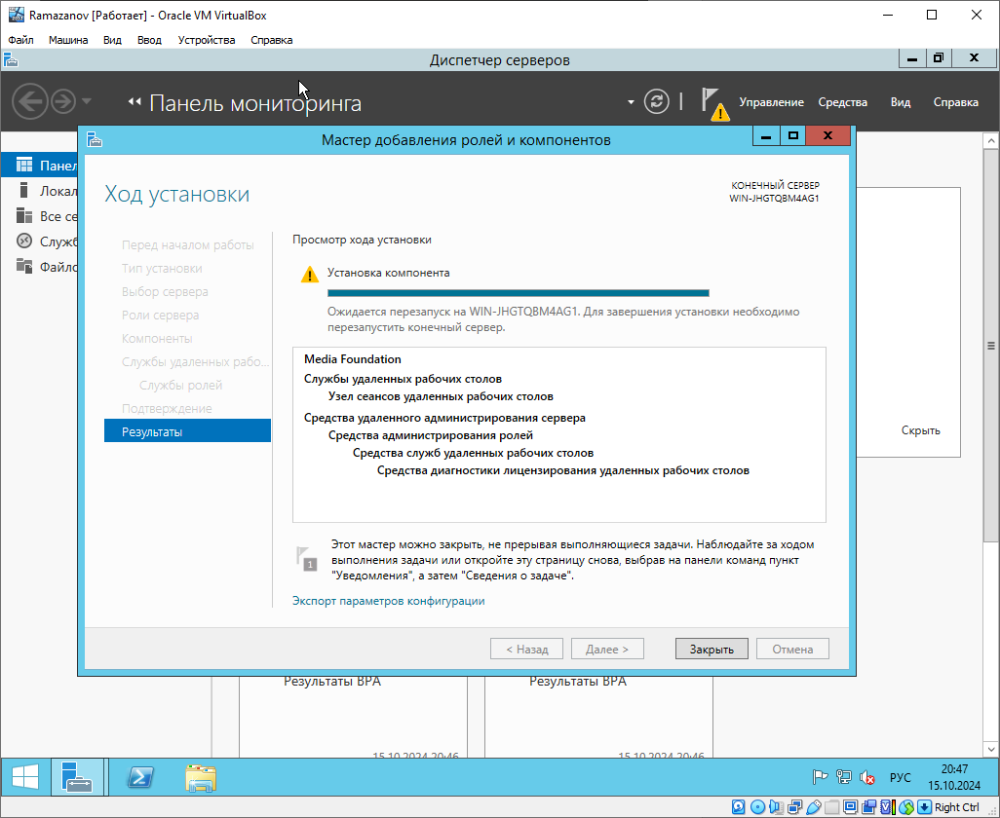 Ramazanov [Работает] - Oracle VM VirtualBox
Файл Машина Вид Ввод Устройства Справка
Диспетчер серверов
Панель мониторинга
Управление Средства Вид Справка
Мастер добавления ролей и компонентов
Панел
Локал
Все се
Служб
Файло
Ход установки
КОНЕЧНЫЙ СЕРВЕР
WIN-JHGTQBM4AG1
Перед началом работы
Тип установки
Выбор сервера
Роли сервера
Компоненты
Службы удаленных рабо...
Службы ролей
Подтверждение
Результаты
Просмотр хода установки
Установка компонента
Ожидается перезапуск на WIN-JHGTQBM4AG1. Для завершения установки необходимо
перезапустить конечный сервер.
Media Foundation
Службы удаленных рабочих столов
Узел сеансов удаленных рабочих столов
Средства удаленного администрирования сервера
Средства администрирования ролей
Средства служб удаленных рабочих столов
Средства диагностики лицензирования удаленных рабочих столов
1
Этот мастер можно закрыть, не прерывая выполняющиеся задачи. Наблюдайте за ходом
выполнения задачи или откройте эту страницу снова, выбрав на панели команд пункт
"Уведомления", а затем "Сведения о задаче".
Экспорт параметров конфигурации
< Назад Далее > Закрыть Отмена
Скрыть
Результаты BPA Результаты BPA
15.10.2024 20:46 15.10.2024 20:46
РУС
20:47
15.10.2024
Right Ctrl